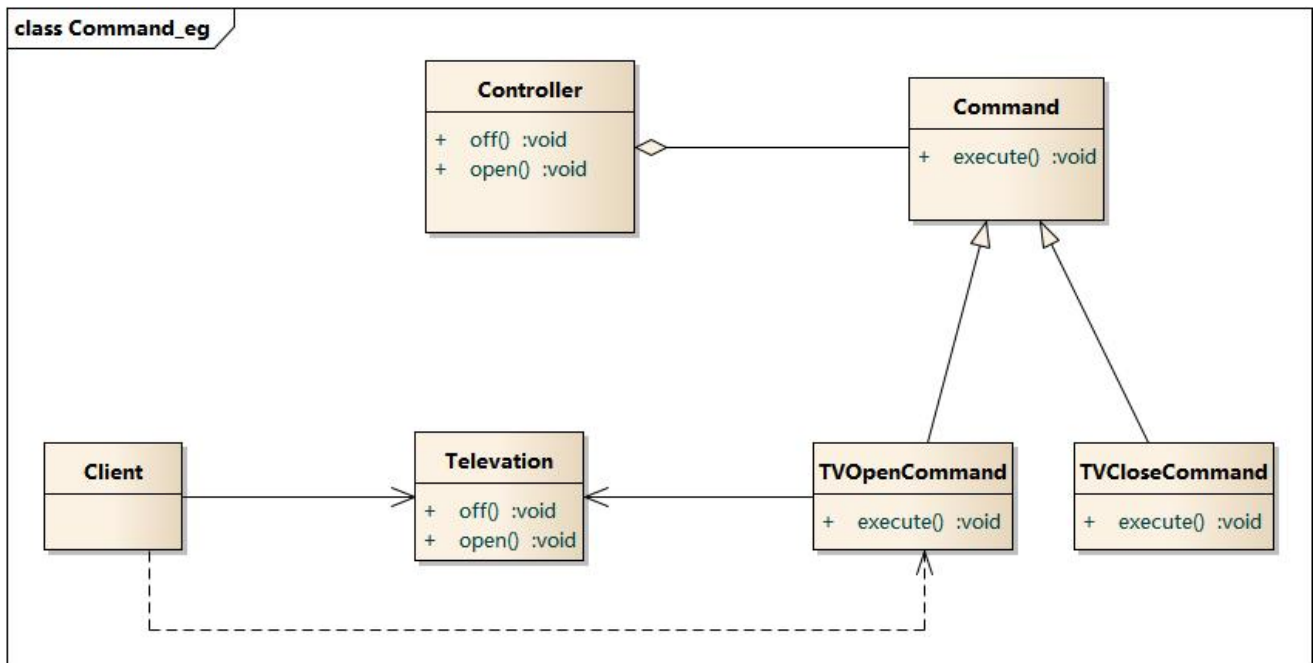 class Command_eg
Controller
+ off() :void
+ open() :void
Command
+ execute() :void
Client
Televation
+ off() :void
+ open() :void
TVOpenCommand
+ execute() :void
TVCloseCommand
+ execute() :void